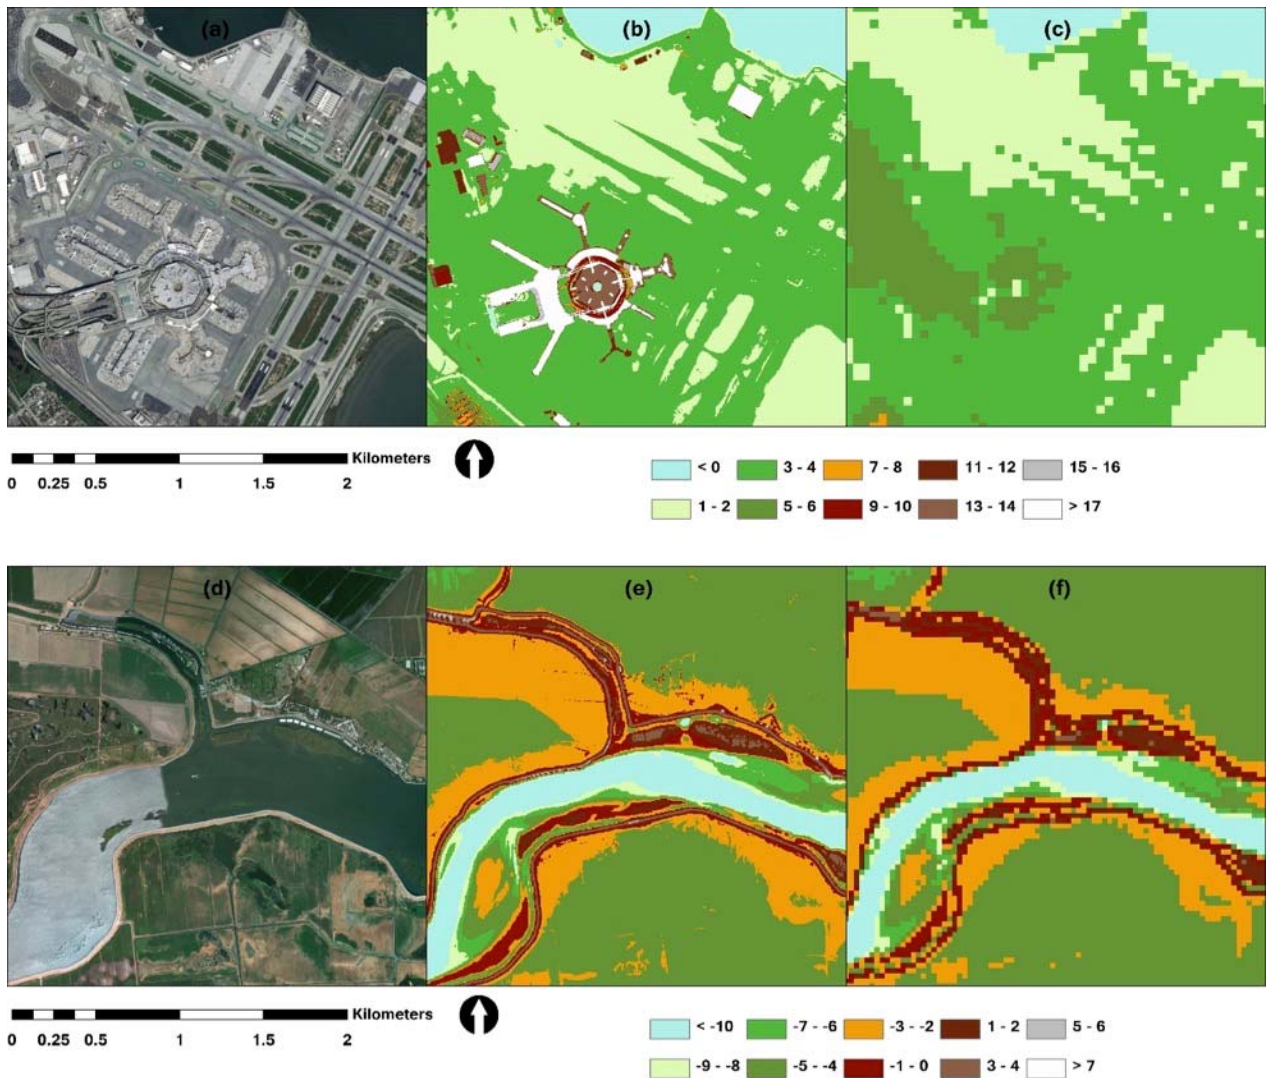 (a) (b) (c)
Kilometers
0 0.25 0.5 1 1.5 2
< 0 3 - 4 7 - 8 11 - 12 15 - 16
1 - 2 5 - 6 9 - 10 13 - 14 > 17
(d) (e) (f)
Kilometers
0 0.25 0.5 1 1.5 2
< -10 -7 - -6 -3 - -2 1 - 2 5 - 6
-9 - -8 -5 - -4 -1 - 0 3 - 4 > 7